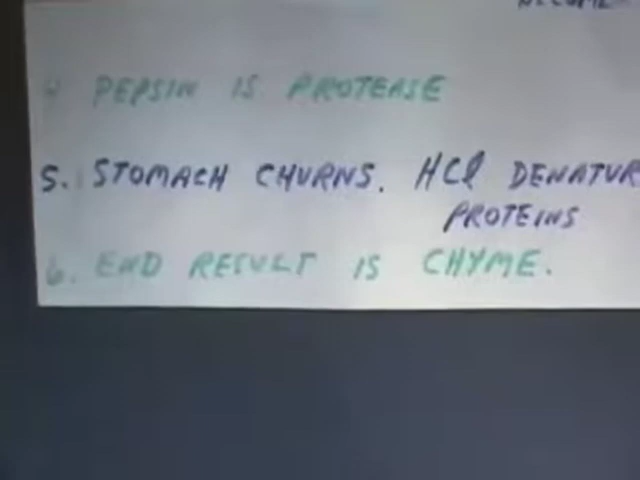 4 PEPSIN IS PROTEASE
5. STOMACH CHURNS. HCl DENATUR
PROTEINS
6. END RESULT IS CHYME.